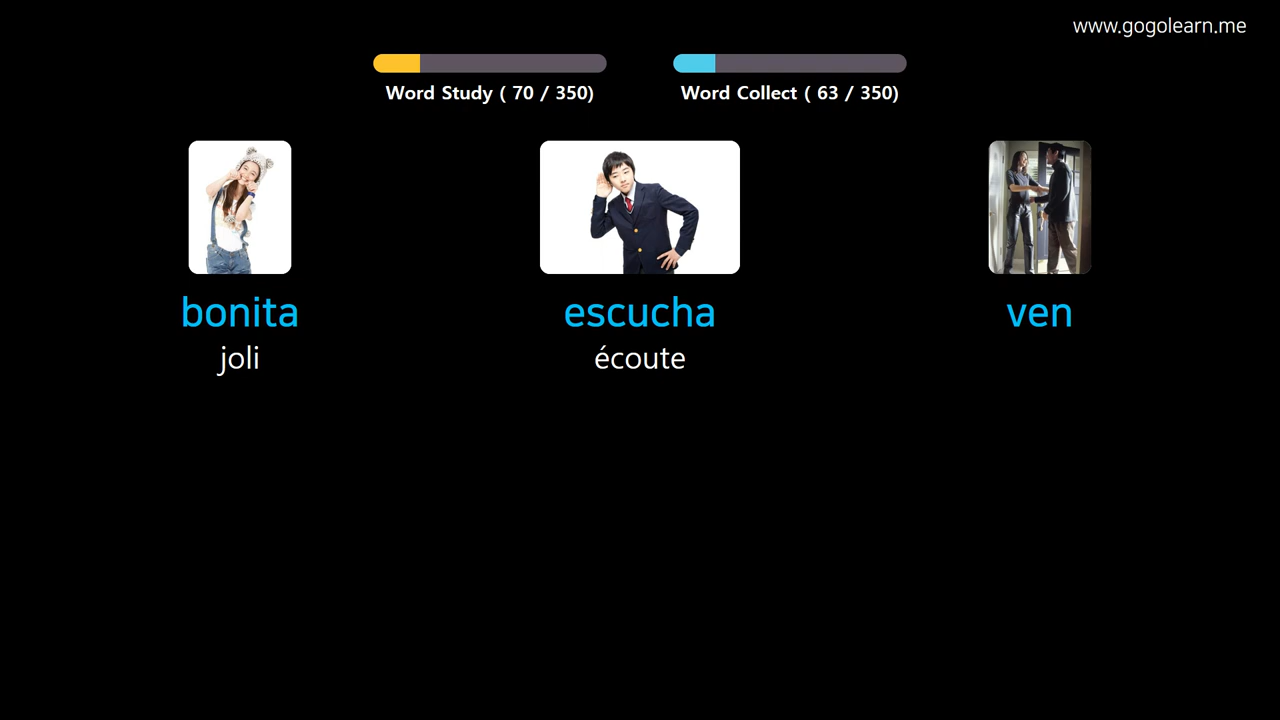 www.gogolearn.me
Word Study ( 70 / 350)
Word Collect ( 63 / 350)
bonita
joli
escucha
écoute
ven